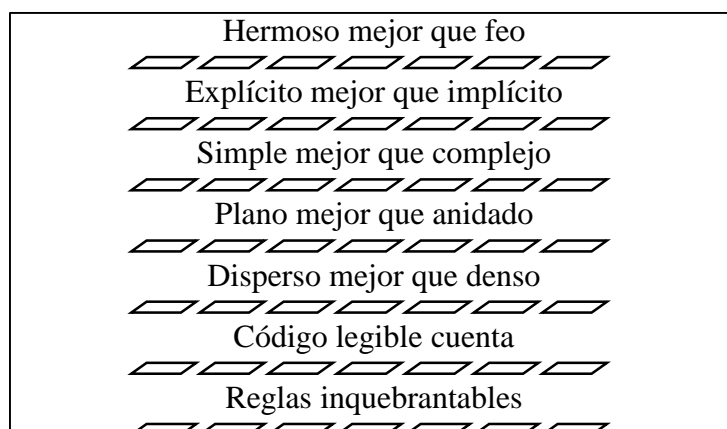 Hermoso mejor que feo
Explícito mejor que implícito
Simple mejor que complejo
Plano mejor que anidado
Disperso mejor que denso
Código legible cuenta
Reglas inquebrantables